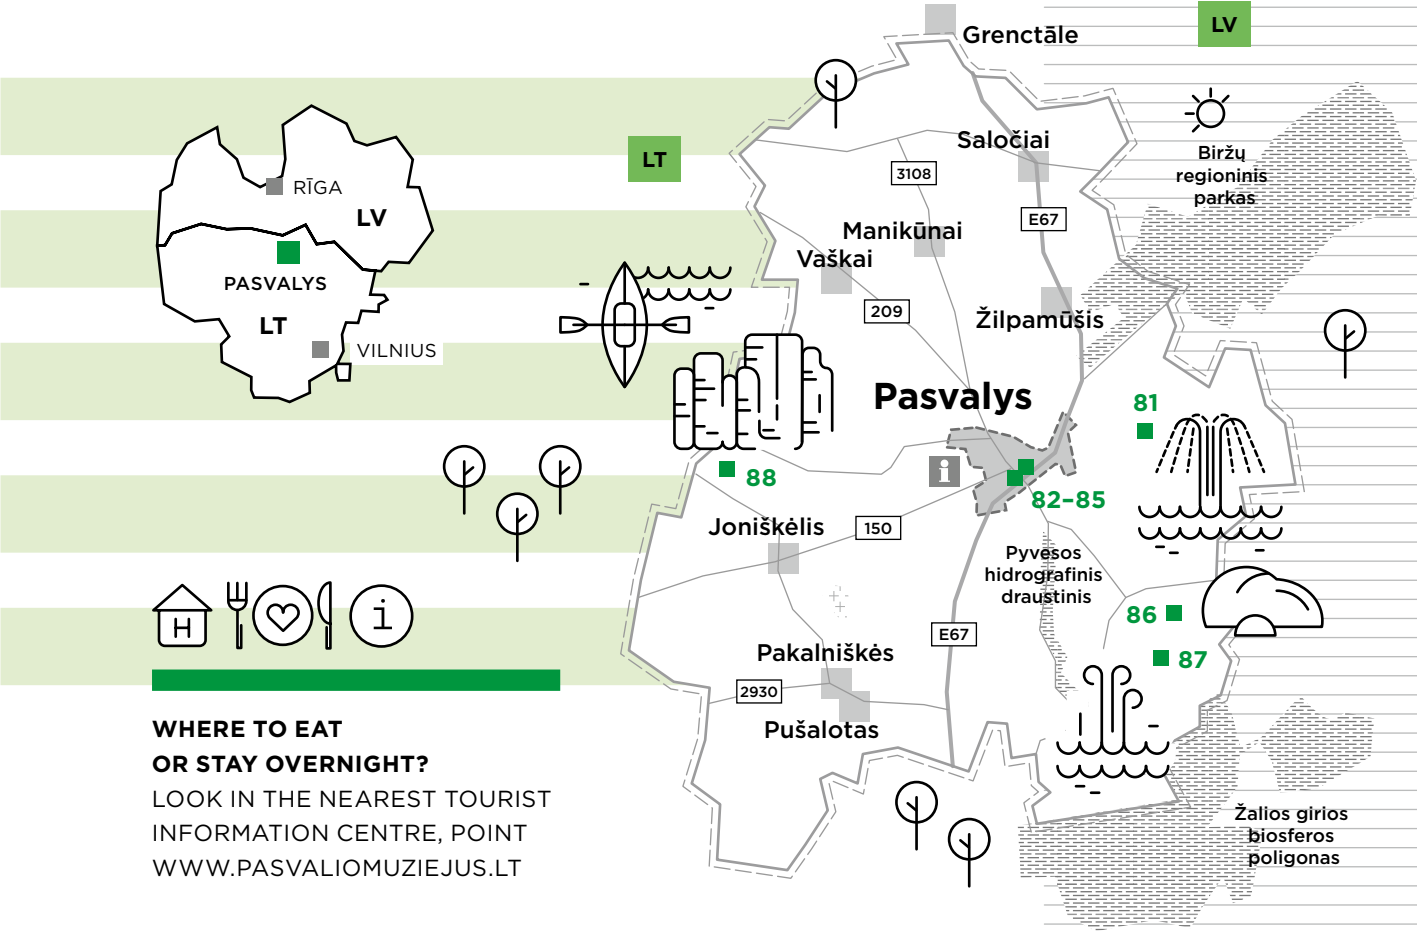 Grenctāle
LV
LT
Saločiai
3108
Biržų
regioninis
parkas
RĪGA
LV
E67
Manikūnai
Vaškai
PASVALYS
LT
209
Žilpamūšis
VILNIUS
Pasvalys
81
i
88
82–85
Joniškėlis
150
Pyvesos
hidrografinis
draustinis
H
i
86
E67
Pakalniškės
87
2930
Pušalotas
WHERE TO EAT
OR STAY OVERNIGHT?
LOOK IN THE NEAREST TOURIST
INFORMATION CENTRE, POINT
WWW.PASVALIOMUZIEJUS.LT
Žalios girios
biosferos
poligonas